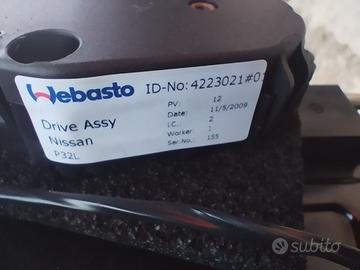 Webasto
ID-No:4223021#01
PV: 12
Date: 11/5/2009
I.C.: 2
Worker: 1
Ser.No.: 155
Drive Assy
Nissan
P32L
subito